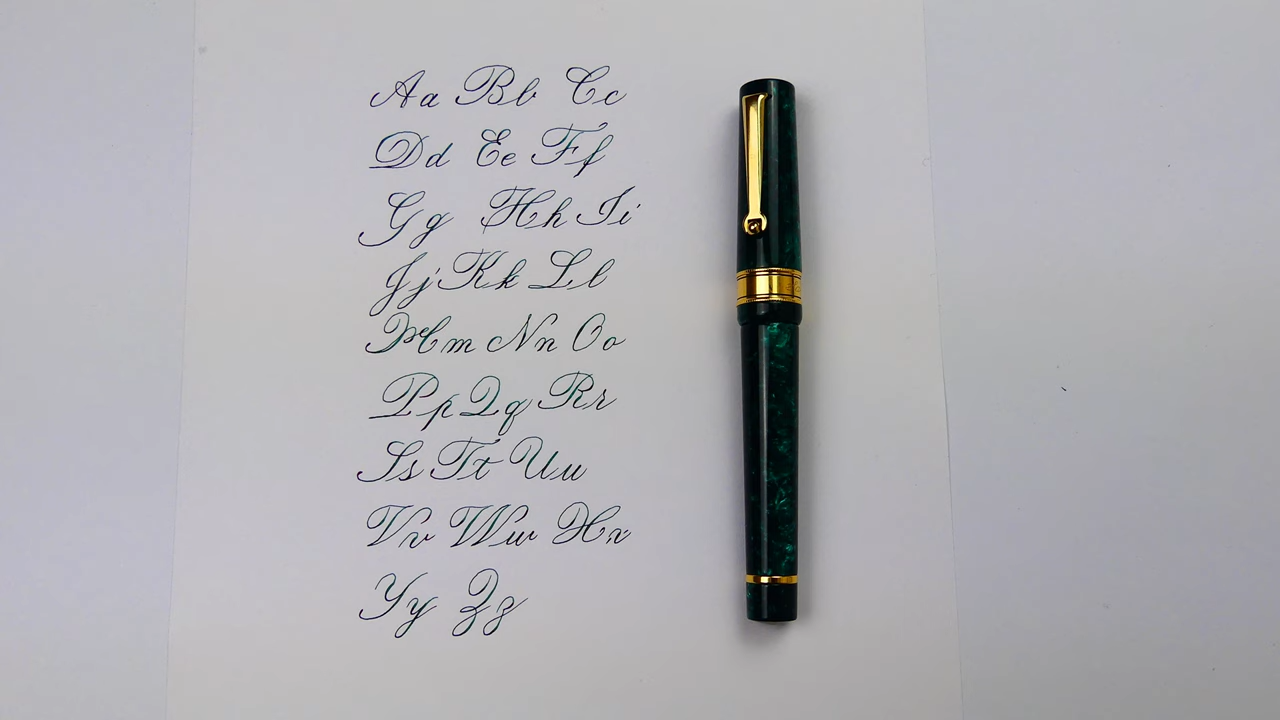 Aa Bb Cc
Dd Ee Ff
Gg Hh Ii
Jj Kk Ll
Mm Nn Oo
Pp Qq Rr
Ss Tt Uu
Vv Ww Xx
Yy Zz